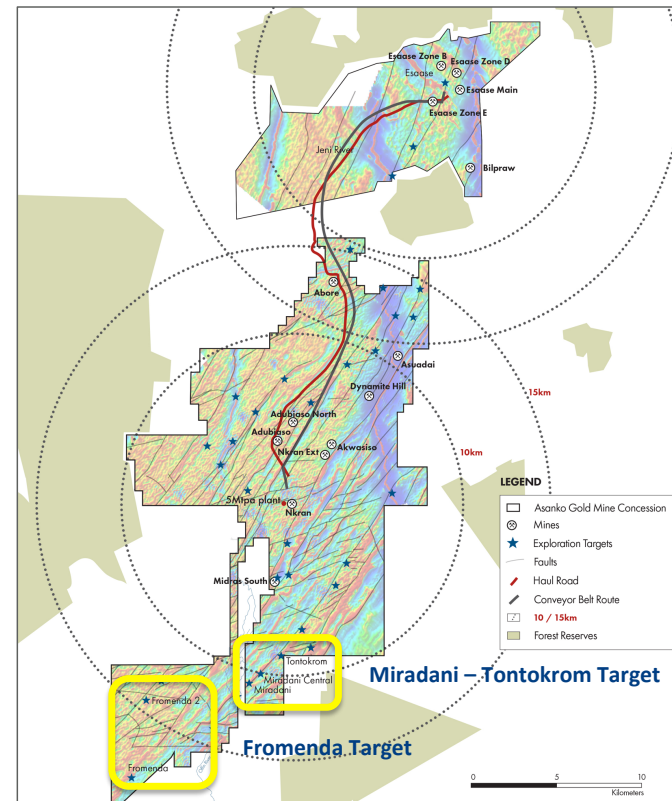 Esaase Zone B
Esaase Zone D
Esaase
Esaase Main
Esaase Zone E
Jeni River
Bilpraw
Abore
Asuadai
15km
Dynamite Hill
Adubiaso North
Adubiaso
Akwasiso
Nkran Ext
10km
5Mtpa plant
Nkran
LEGEND
Asanko Gold Mine Concession
Mines
Exploration Targets
Faults
Haul Road
Conveyor Belt Route
10 / 15km
Forest Reserves
Midras South
Tontokrom
Miradani Central
Miradani
Miradani – Tontokrom Target
Fromenda 2
Fromenda Target
Fromenda
0 5 10
Kilometers